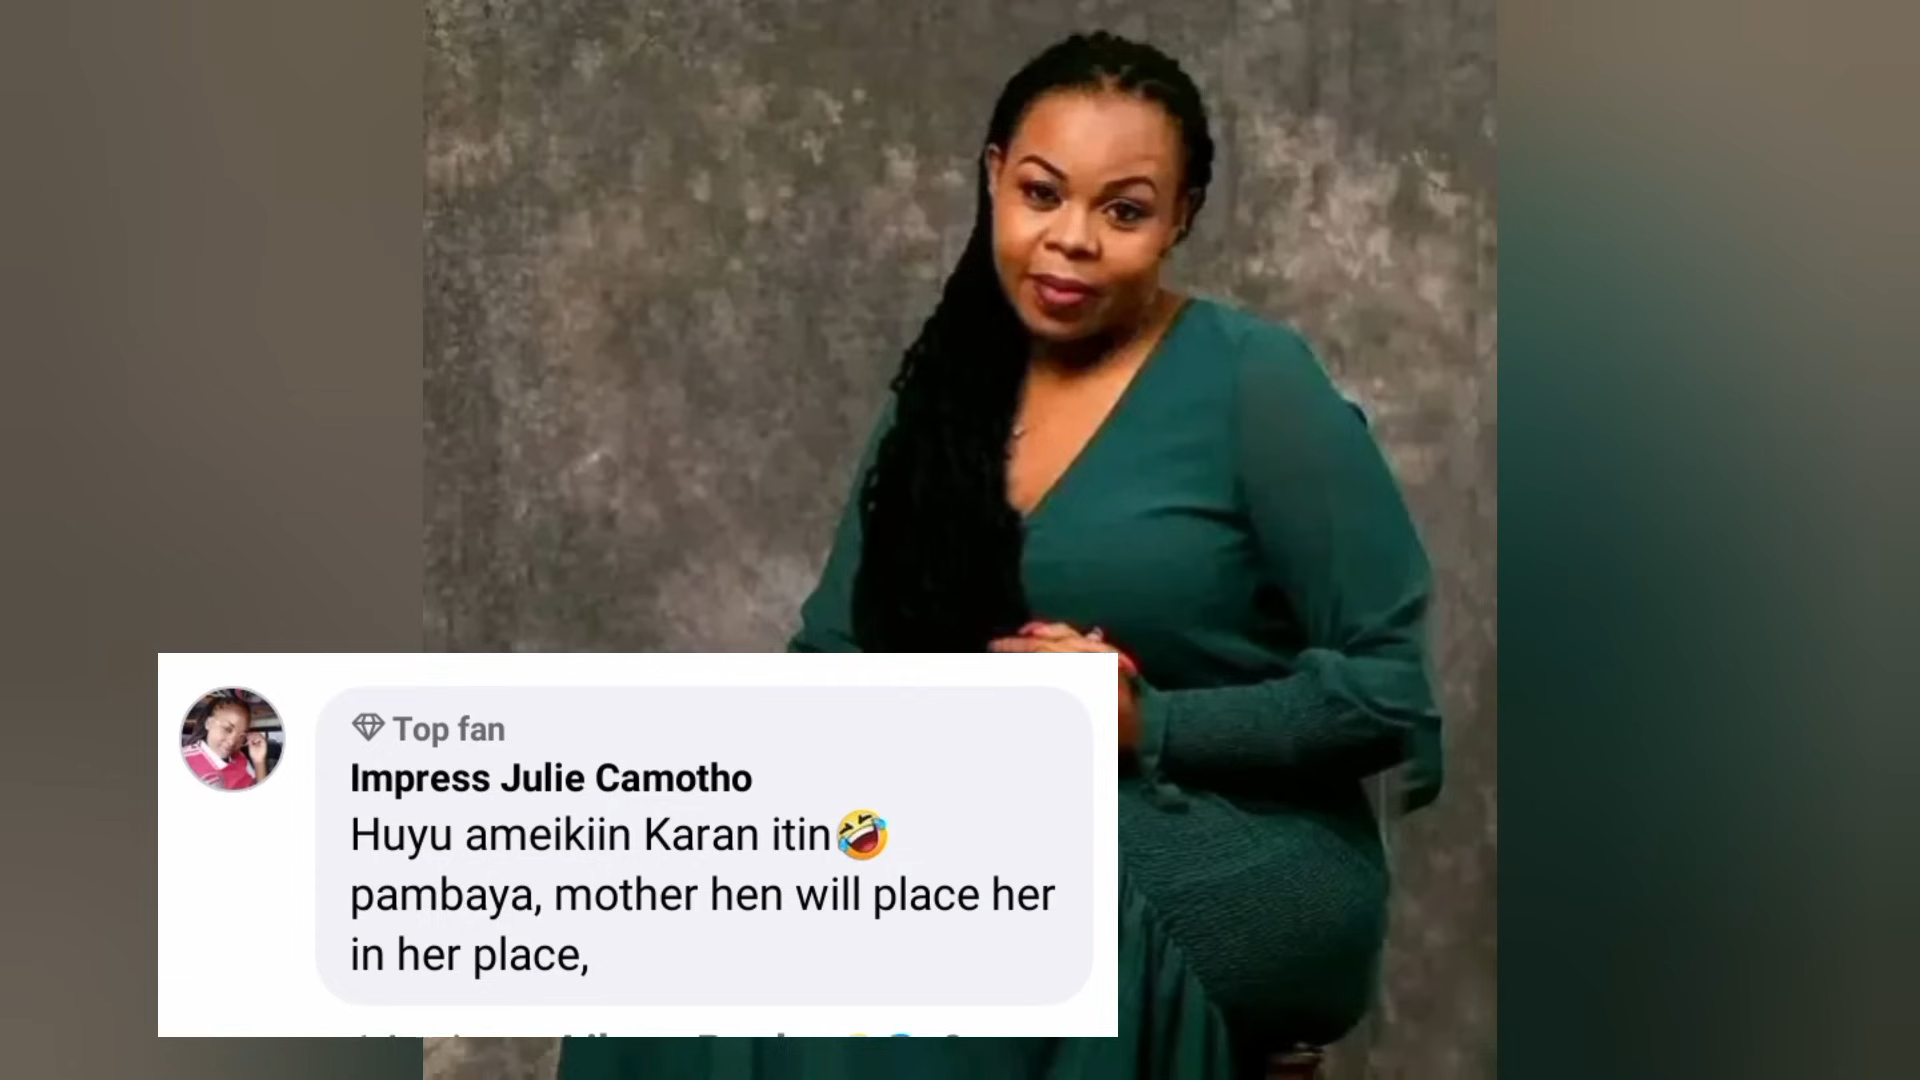 Top fan
Impress Julie Camotho
Huyu ameikiin Karan itin🤣
pambaya, mother hen will place her
in her place,